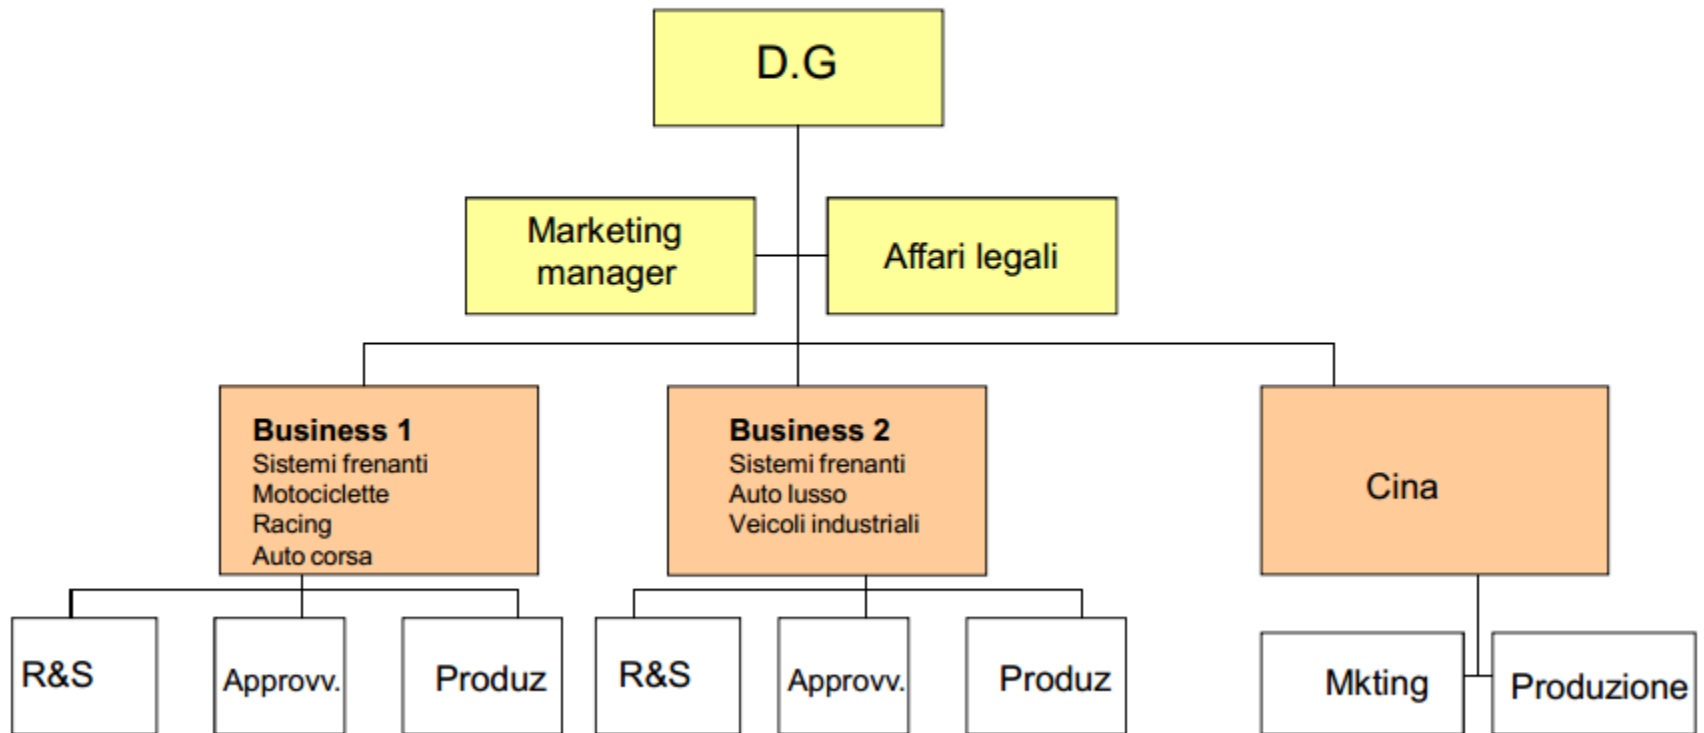 D.G
Marketing
manager
Affari legali
Business 1
Sistemi frenanti
Motociclette
Racing
Auto corsa
Business 2
Sistemi frenanti
Auto lusso
Veicoli industriali
Cina
R&S
Approvv.
Produz
R&S
Approvv.
Produz
Mkting
Produzione